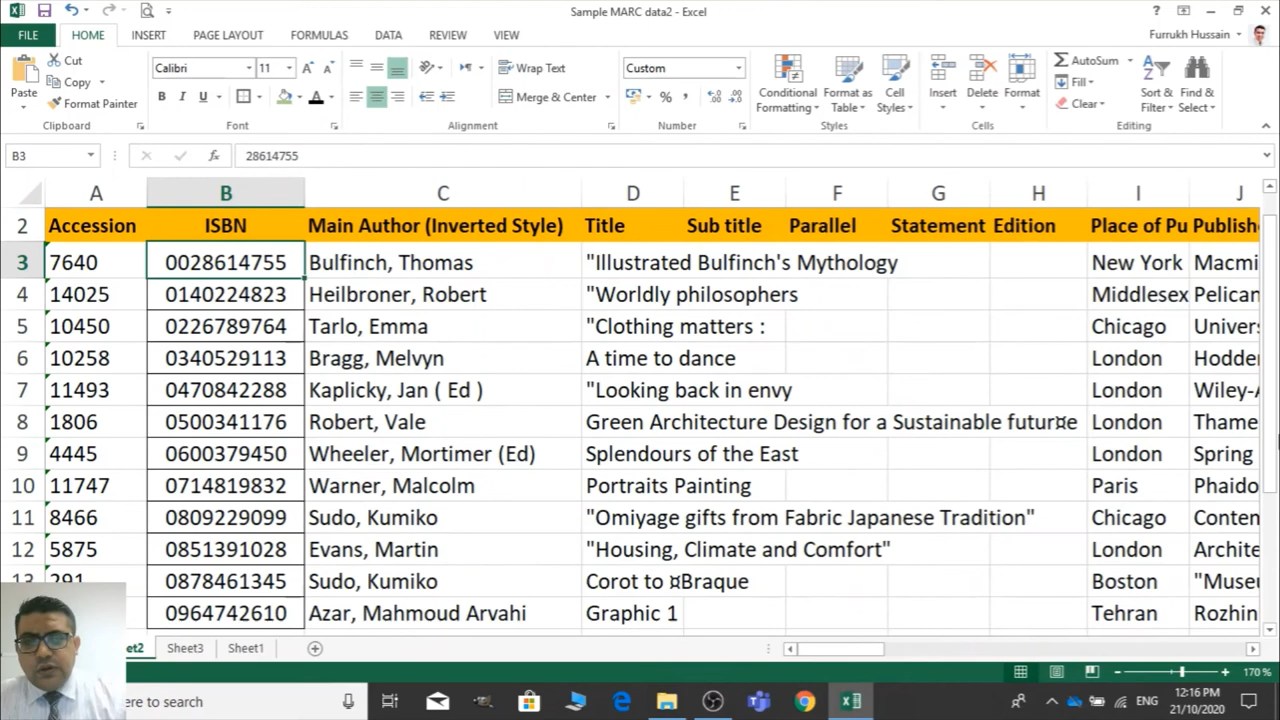 Sample MARC data2 - Excel
FILE HOME INSERT PAGE LAYOUT FORMULAS DATA REVIEW VIEW Furrukh Hussain
Cut Calibri 11 Wrap Text Custom AutoSum
Copy Fill
Paste Format Painter B I U Merge & Center % , Conditional Formatting Format as Table Cell Styles Insert Delete Format Clear Sort & Filter Find & Select
Clipboard Font Alignment Number Styles Cells Editing
B3 fx 28614755
A B C D E F G H I J
2 Accession ISBN Main Author (Inverted Style) Title Sub title Parallel Statement Edition Place of Pu Publish
3 7640 0028614755 Bulfinch, Thomas "Illustrated Bulfinch's Mythology New York Macmi
4 14025 0140224823 Heilbroner, Robert "Worldly philosophers Middlesex Pelican
5 10450 0226789764 Tarlo, Emma "Clothing matters : Chicago Univers
6 10258 0340529113 Bragg, Melvyn A time to dance London Hodder
7 11493 0470842288 Kaplicky, Jan ( Ed ) "Looking back in envy London Wiley-A
8 1806 0500341176 Robert, Vale Green Architecture Design for a Sustainable futur¤e London Thame
9 4445 0600379450 Wheeler, Mortimer (Ed) Splendours of the East London Spring
10 11747 0714819832 Warner, Malcolm Portraits Painting Paris Phaido
11 8466 0809229099 Sudo, Kumiko "Omiyage gifts from Fabric Japanese Tradition" Chicago Conten
12 5875 0851391028 Evans, Martin "Housing, Climate and Comfort" London Archite
13 291 0878461345 Sudo, Kumiko Corot to ¤Braque Boston "Museu
0964742610 Azar, Mahmoud Arvahi Graphic 1 Tehran Rozhin
et2 Sheet3 Sheet1
170 %
here to search ENG 12:16 PM
21/10/2020